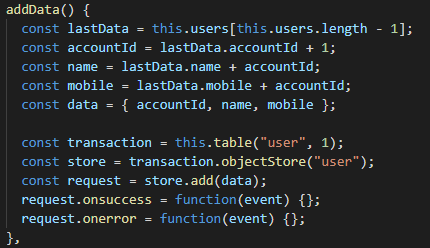 addData() {
  const lastData = this.users[this.users.length - 1];
  const accountId = lastData.accountId + 1;
  const name = lastData.name + accountId;
  const mobile = lastData.mobile + accountId;
  const data = { accountId, name, mobile };

  const transaction = this.table("user", 1);
  const store = transaction.objectStore("user");
  const request = store.add(data);
  request.onsuccess = function(event) {};
  request.onerror = function(event) {};
},